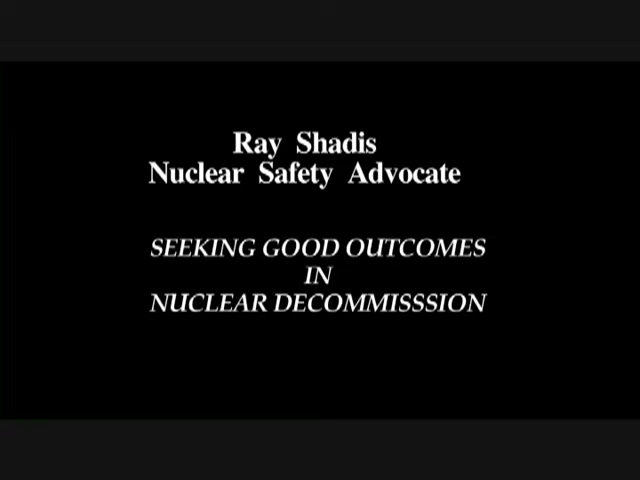 Ray Shadis
Nuclear Safety Advocate
SEEKING GOOD OUTCOMES
IN
NUCLEAR DECOMMISSSION